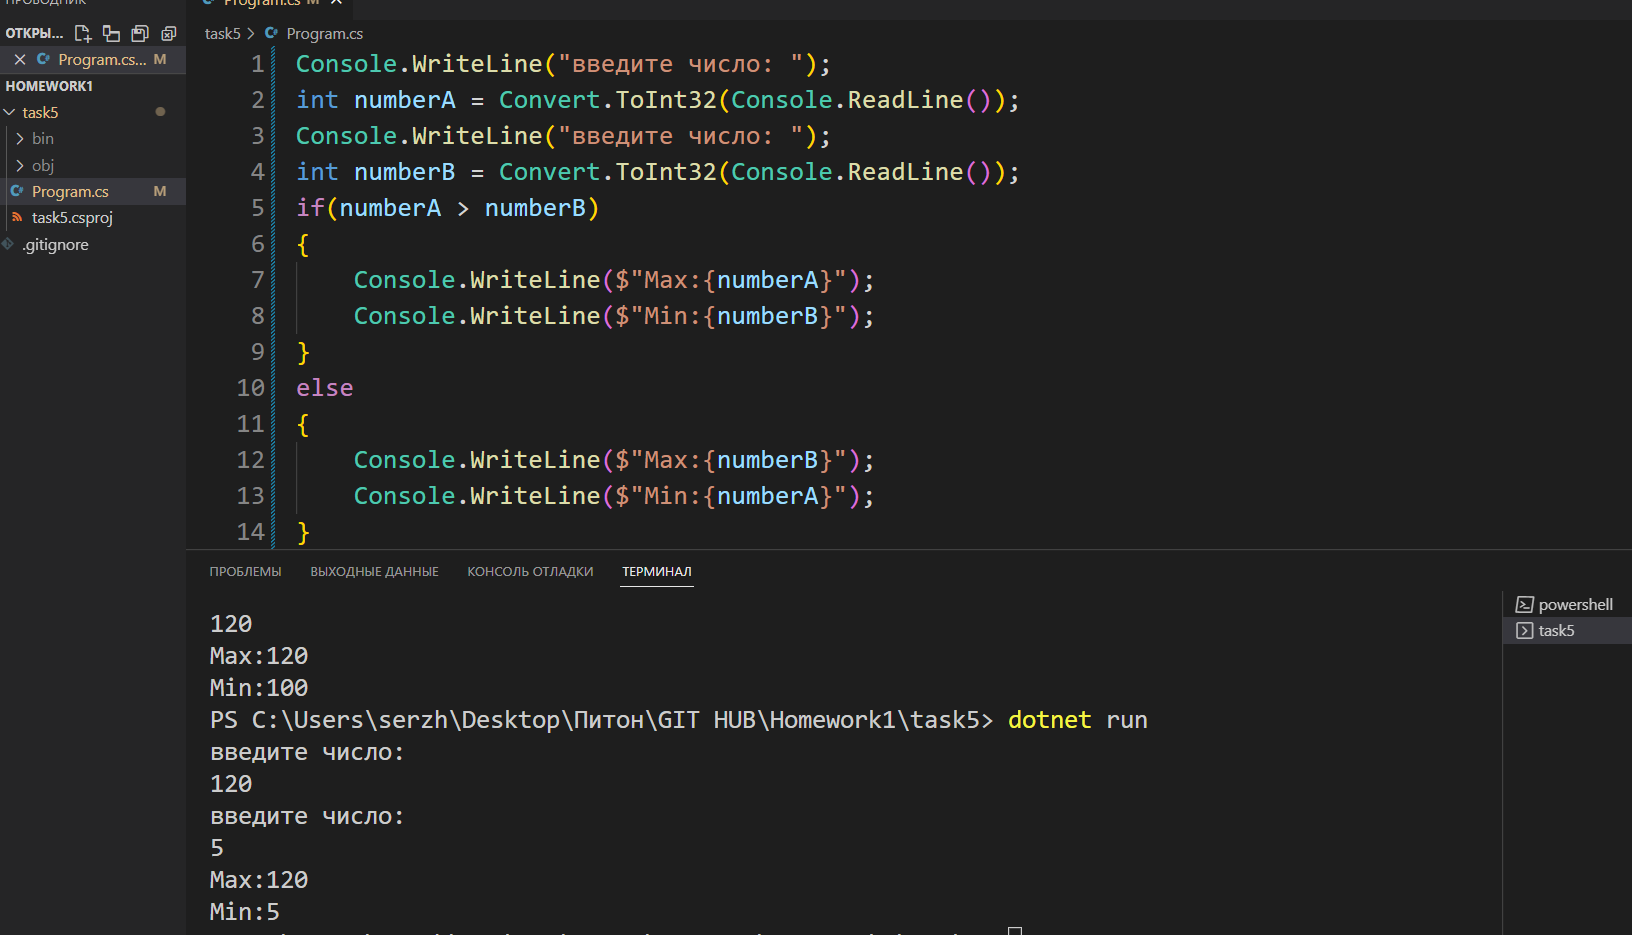 ПРОВОДНИК
Program.cs M
ОТКРЫ...
Program.cs... M
HOMEWORK1
task5
bin
obj
Program.cs M
task5.csproj
.gitignore
task5 > Program.cs
1 Console.WriteLine("введите число: ");
2 int numberA = Convert.ToInt32(Console.ReadLine());
3 Console.WriteLine("введите число: ");
4 int numberB = Convert.ToInt32(Console.ReadLine());
5 if(numberA > numberB)
6 {
7 Console.WriteLine($"Max:{numberA}");
8 Console.WriteLine($"Min:{numberB}");
9 }
10 else
11 {
12 Console.WriteLine($"Max:{numberB}");
13 Console.WriteLine($"Min:{numberA}");
14 }
ПРОБЛЕМЫ ВЫХОДНЫЕ ДАННЫЕ КОНСОЛЬ ОТЛАДКИ ТЕРМИНАЛ
120
Max:120
Min:100
PS C:\Users\serzh\Desktop\Питон\GIT HUB\Homework1\task5> dotnet run
введите число:
120
введите число:
5
Max:120
Min:5
powershell
task5